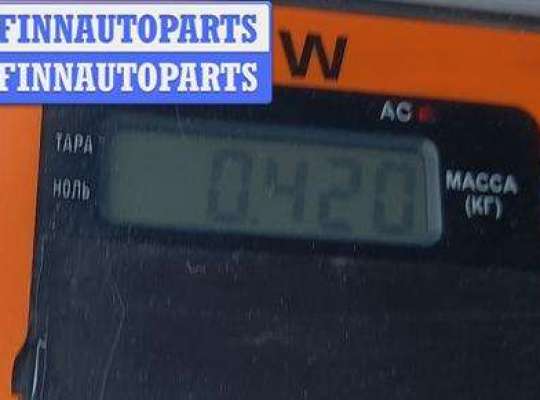 FINNAUTOPARTS
FINNAUTOPARTS
W
AC
ТАРА
НОЛЬ
0.420
МАССА
(КГ)